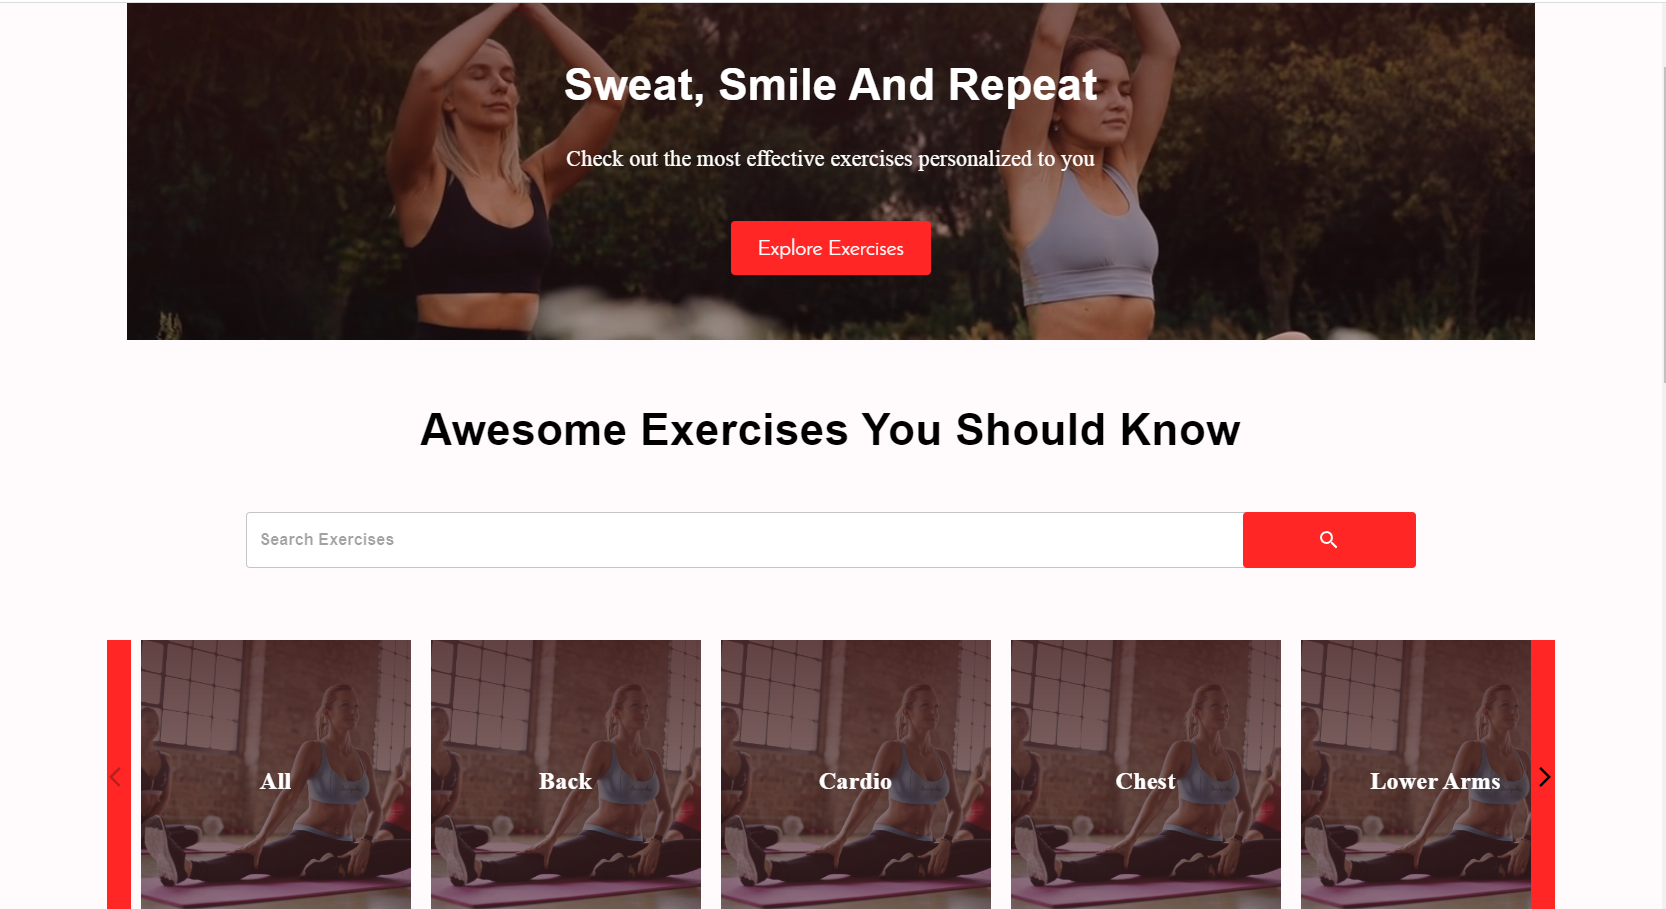 Sweat, Smile And Repeat
Check out the most effective exercises personalized to you
Explore Exercises
Awesome Exercises You Should Know
Search Exercises
All
Back
Cardio
Chest
Lower Arms